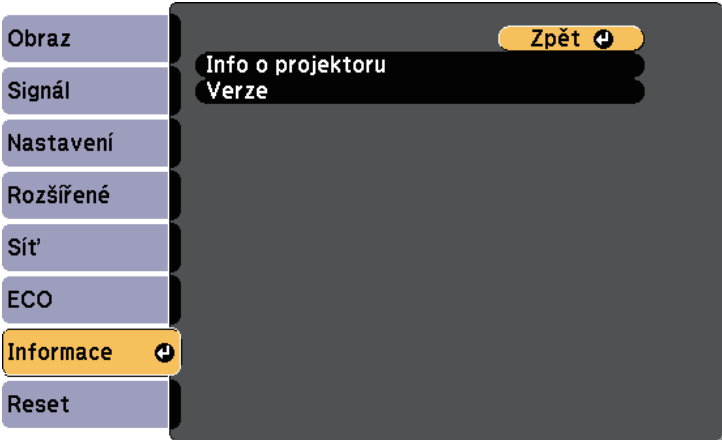 Obraz
Signál
Nastavení
Rozšířené
Síť
ECO
Informace
Reset
Zpět
Info o projektoru
Verze